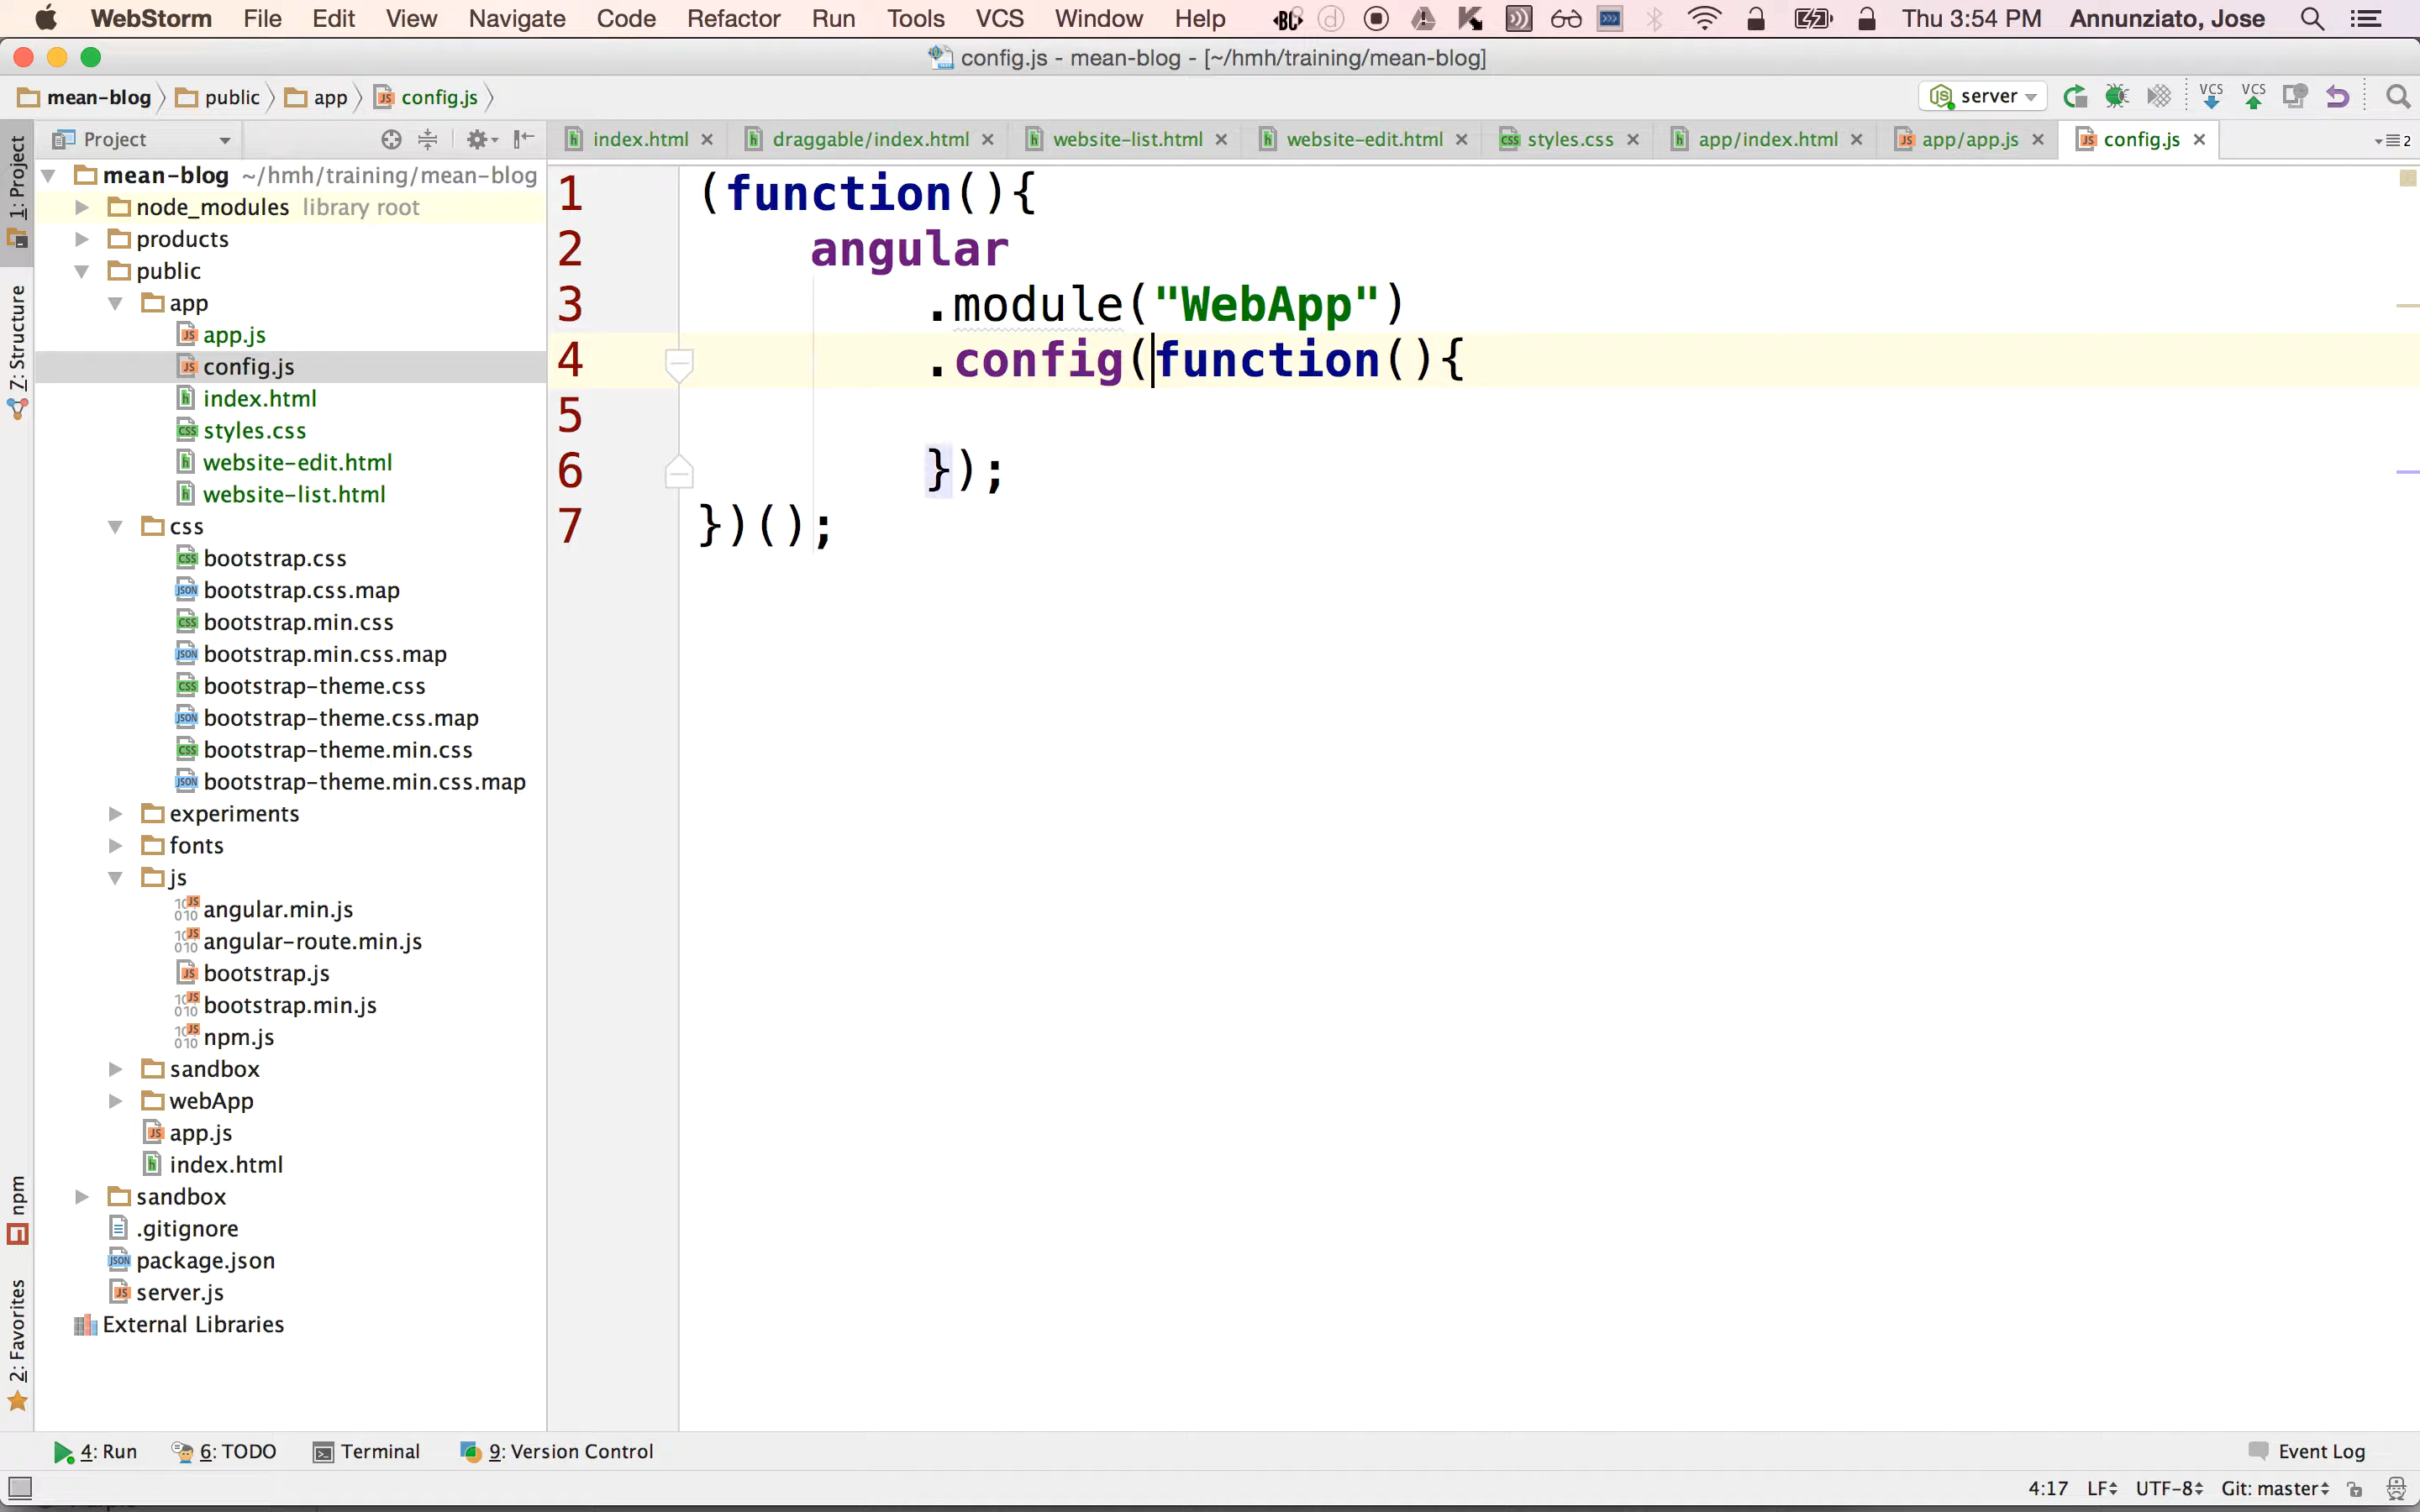 WebStorm File Edit View Navigate Code Refactor Run Tools VCS Window Help Thu 3:54 PM Annunziato, Jose
config.js - mean-blog - [~/hmh/training/mean-blog]
mean-blog public app config.js server VCS VCS
1: Project
7: Structure
npm
2: Favorites
Project
index.html draggable/index.html website-list.html website-edit.html styles.css app/index.html app/app.js config.js 2
mean-blog ~/hmh/training/mean-blog
node_modules library root
products
public
app
app.js
config.js
index.html
styles.css
website-edit.html
website-list.html
css
bootstrap.css
bootstrap.css.map
bootstrap.min.css
bootstrap.min.css.map
bootstrap-theme.css
bootstrap-theme.css.map
bootstrap-theme.min.css
bootstrap-theme.min.css.map
experiments
fonts
js
angular.min.js
angular-route.min.js
bootstrap.js
bootstrap.min.js
npm.js
sandbox
webApp
app.js
index.html
sandbox
.gitignore
package.json
server.js
External Libraries
1 (function(){
2 angular
3 .module("WebApp")
4 .config(function(){
5
6 });
7 })();
4: Run 6: TODO Terminal 9: Version Control Event Log
4:17 LF UTF-8 Git: master